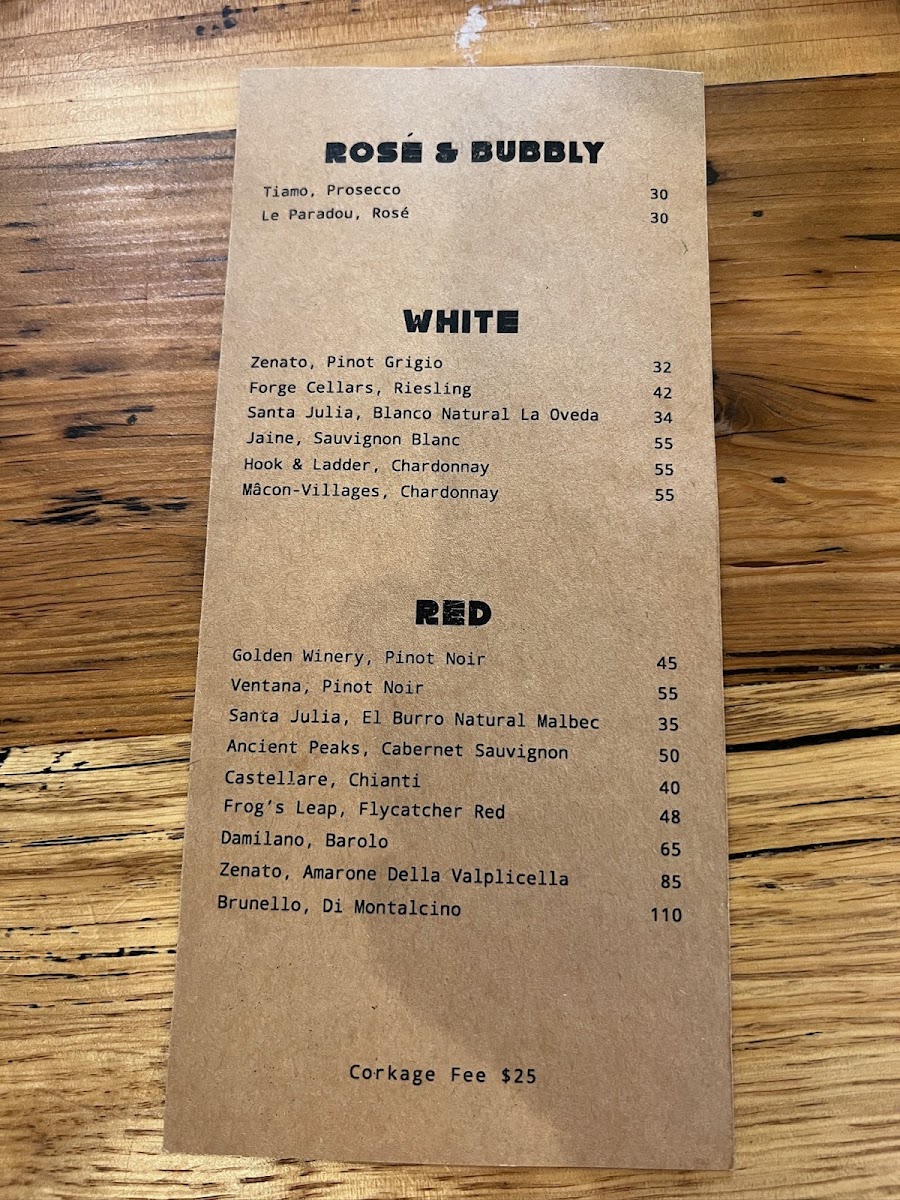 ROSÉ & BUBBLY
Tiamo, Prosecco 30
Le Paradou, Rosé 30
WHITE
Zenato, Pinot Grigio 32
Forge Cellars, Riesling 42
Santa Julia, Blanco Natural La Oveda 34
Jaine, Sauvignon Blanc 55
Hook & Ladder, Chardonnay 55
Mâcon-Villages, Chardonnay 55
RED
Golden Winery, Pinot Noir 45
Ventana, Pinot Noir 55
Santa Julia, El Burro Natural Malbec 35
Ancient Peaks, Cabernet Sauvignon 50
Castellare, Chianti 40
Frog's Leap, Flycatcher Red 48
Damilano, Barolo 65
Zenato, Amarone Della Valplicella 85
Brunello, Di Montalcino 110
Corkage Fee $25